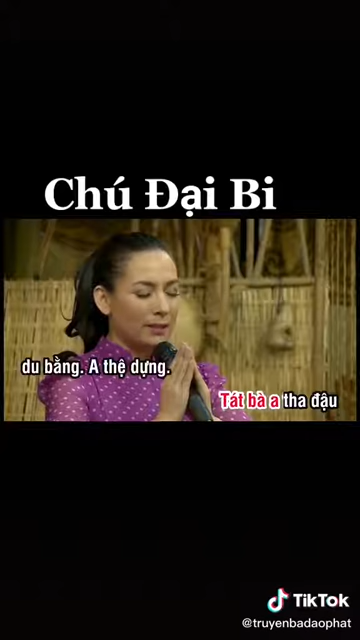 Chú Đại Bi
du bằng. A thệ dựng.
Tát bà a tha đậu
TikTok
@truyenbadaophat